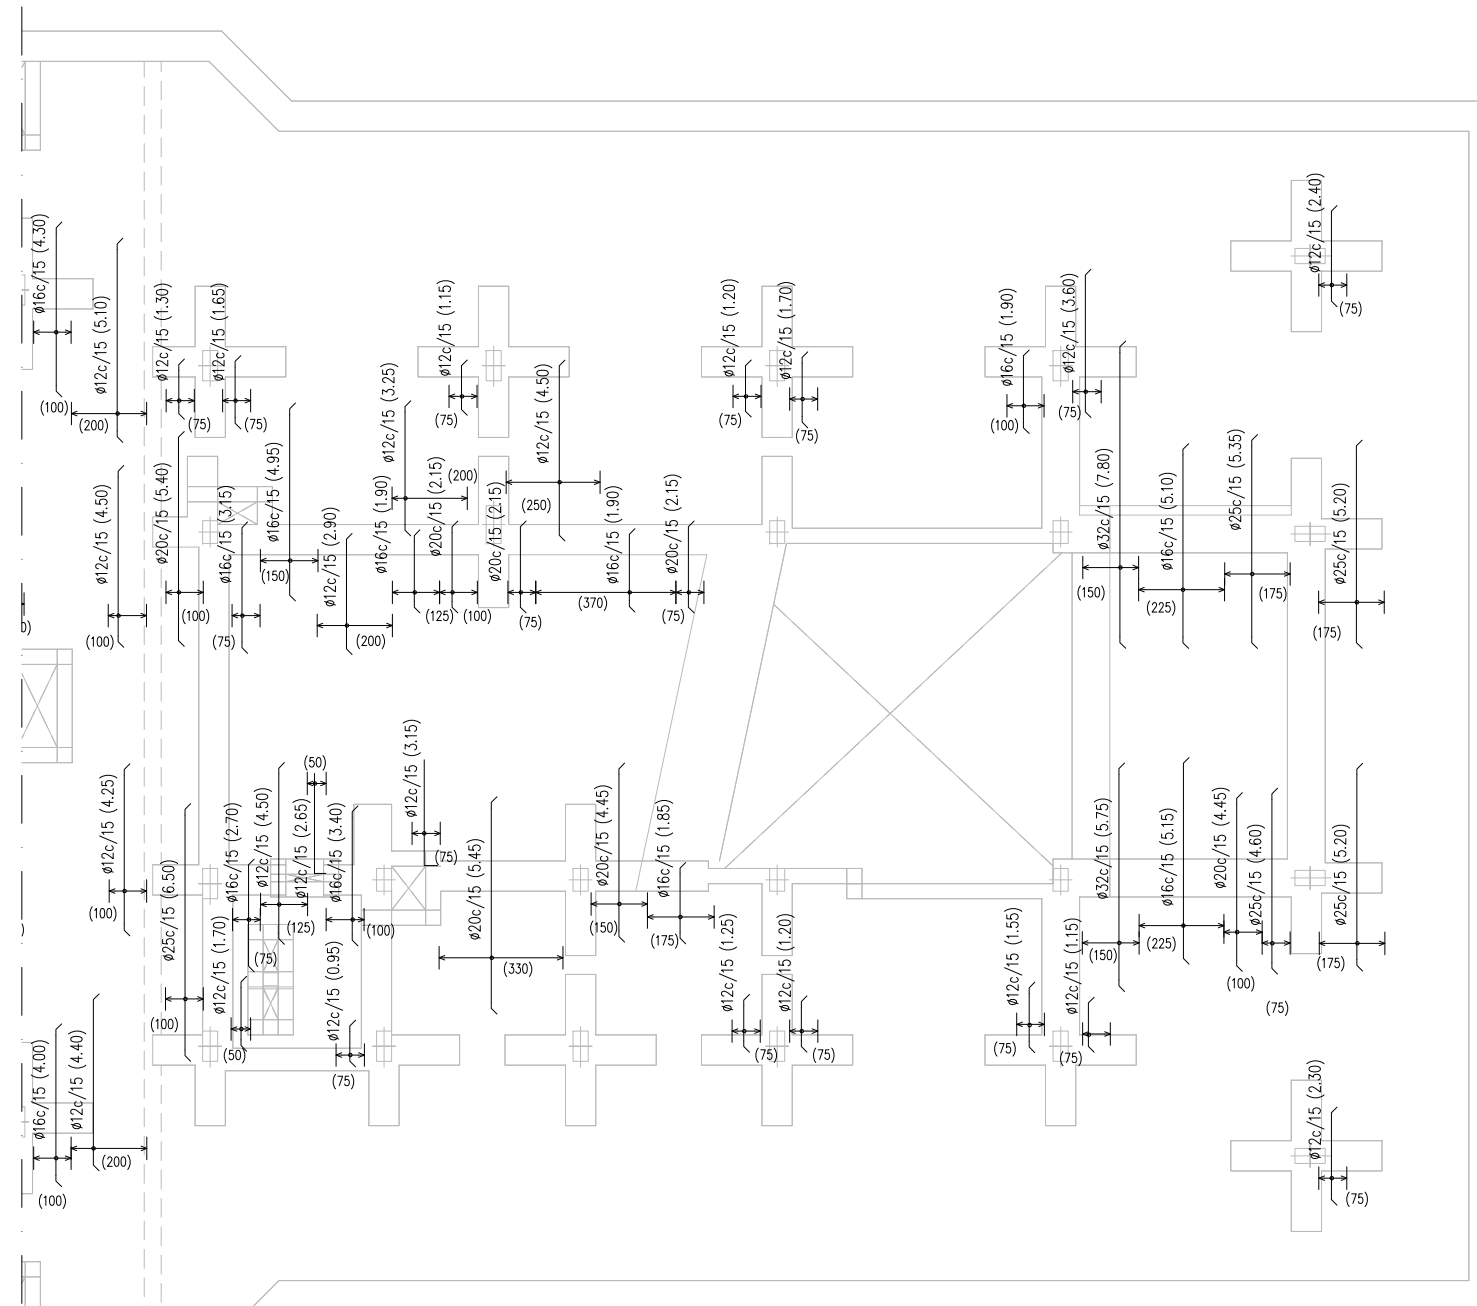 ø12c/15 (2.40)
(75)
ø16c/15 (4.30)
(100)
ø12c/15 (5.10)
(200)
ø12c/15 (1.30)
(75)
ø12c/15 (1.65)
(75)
ø12c/15 (1.15)
(75)
ø12c/15 (1.20)
(75)
ø12c/15 (1.70)
(75)
ø16c/15 (1.90)
(100)
ø12c/15 (3.60)
(75)
ø12c/15 (3.25)
(200)
ø12c/15 (4.50)
(250)
ø12c/15 (4.50)
(100)
ø20c/15 (5.40)
(100)
ø16c/15 (3.15)
(75)
ø16c/15 (4.95)
(150)
ø12c/15 (2.90)
(200)
ø16c/15 (1.90)
(125)
ø20c/15 (2.15)
(100)
ø20c/15 (2.15)
(75)
ø16c/15 (1.90)
(370)
ø20c/15 (2.15)
(75)
ø32c/15 (7.80)
(150)
ø16c/15 (5.10)
(225)
ø25c/15 (5.35)
(175)
ø25c/15 (5.20)
(175)
ø12c/15 (4.25)
(100)
ø25c/15 (6.50)
(100)
ø16c/15 (2.70)
(75)
ø12c/15 (4.50)
(125)
ø12c/15 (2.65)
(50)
ø16c/15 (3.40)
(100)
ø12c/15 (3.15)
(75)
ø20c/15 (5.45)
(330)
ø20c/15 (4.45)
(150)
ø16c/15 (1.85)
(175)
ø32c/15 (5.75)
(150)
ø16c/15 (5.15)
(225)
ø20c/15 (4.45)
(100)
ø25c/15 (4.60)
(75)
ø25c/15 (5.20)
(175)
ø12c/15 (1.70)
(50)
ø12c/15 (0.95)
(75)
ø12c/15 (1.25)
(75)
ø12c/15 (1.20)
(75)
ø12c/15 (1.55)
(75)
ø12c/15 (1.15)
(75)
ø16c/15 (4.00)
(100)
ø12c/15 (4.40)
(200)
ø12c/15 (2.30)
(75)